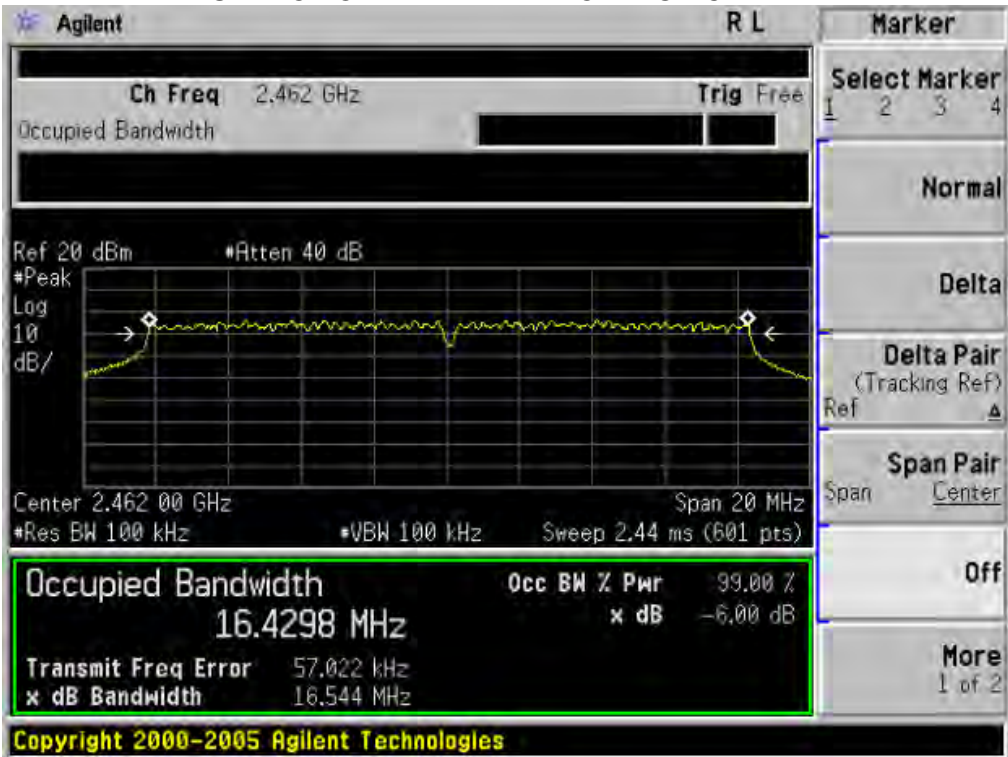 Agilent R L Marker
Ch Freq 2.462 GHz Trig Free
Occupied Bandwidth
Select Marker
1 2 3 4
Normal
Delta
Delta Pair
(Tracking Ref)
Ref Δ
Span Pair
Span Center
Off
More
1 of 2
Ref 20 dBm #Atten 40 dB
#Peak
Log
10
dB/
Center 2.462 00 GHz Span 20 MHz
#Res BW 100 kHz #VBW 100 kHz Sweep 2.44 ms (601 pts)
Occupied Bandwidth Occ BW % Pwr 99.00 %
16.4298 MHz x dB -6.00 dB
Transmit Freq Error 57.022 kHz
x dB Bandwidth 16.544 MHz
Copyright 2000-2005 Agilent Technologies